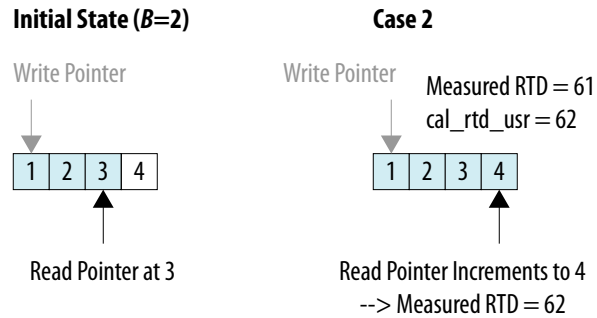 Initial State (B=2)
Write Pointer
1 2 3 4
Read Pointer at 3
Case 2
Write Pointer
Measured RTD = 61
cal_rtd_usr = 62
1 2 3 4
Read Pointer Increments to 4
--> Measured RTD = 62